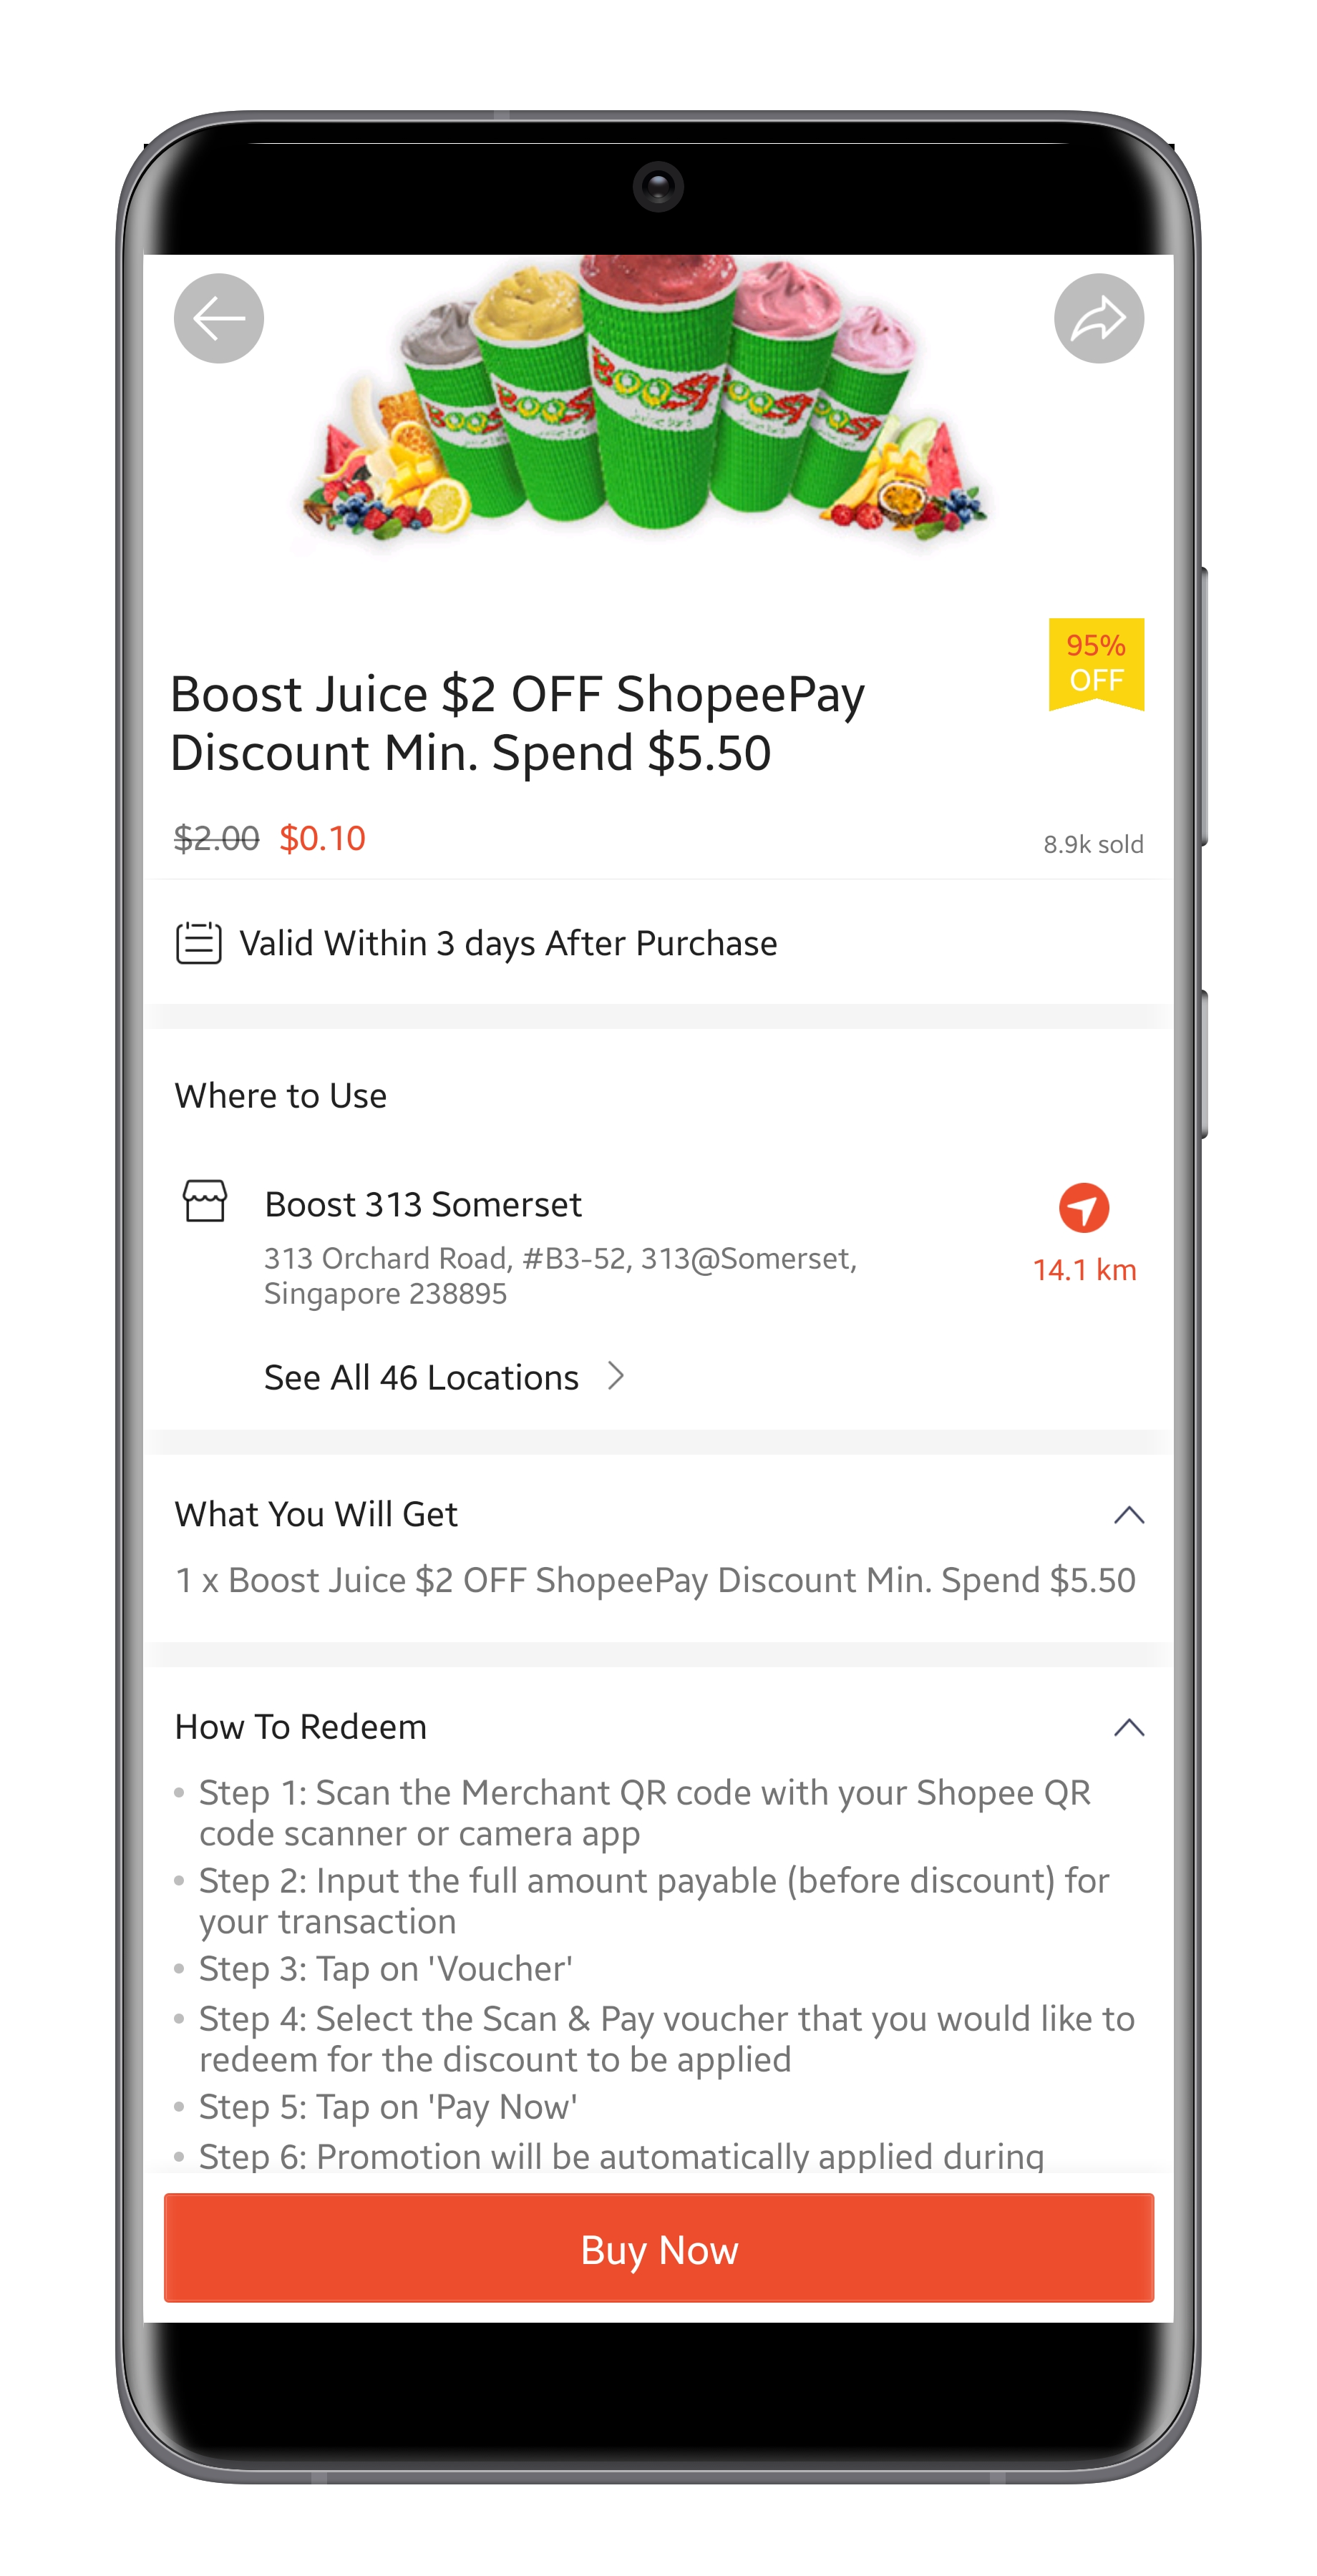 BOOST
BOOST
BOOST
BOOST
BOOST
95%
OFF
Boost Juice $2 OFF ShopeePay
Discount Min. Spend $5.50
$2.00 $0.10
8.9k sold
Valid Within 3 days After Purchase
Where to Use
Boost 313 Somerset
313 Orchard Road, #B3-52, 313@Somerset,
Singapore 238895
14.1 km
See All 46 Locations
What You Will Get
1 x Boost Juice $2 OFF ShopeePay Discount Min. Spend $5.50
How To Redeem
• Step 1: Scan the Merchant QR code with your Shopee QR
code scanner or camera app
• Step 2: Input the full amount payable (before discount) for
your transaction
• Step 3: Tap on 'Voucher'
• Step 4: Select the Scan & Pay voucher that you would like to
redeem for the discount to be applied
• Step 5: Tap on 'Pay Now'
• Step 6: Promotion will be automatically applied during
Buy Now